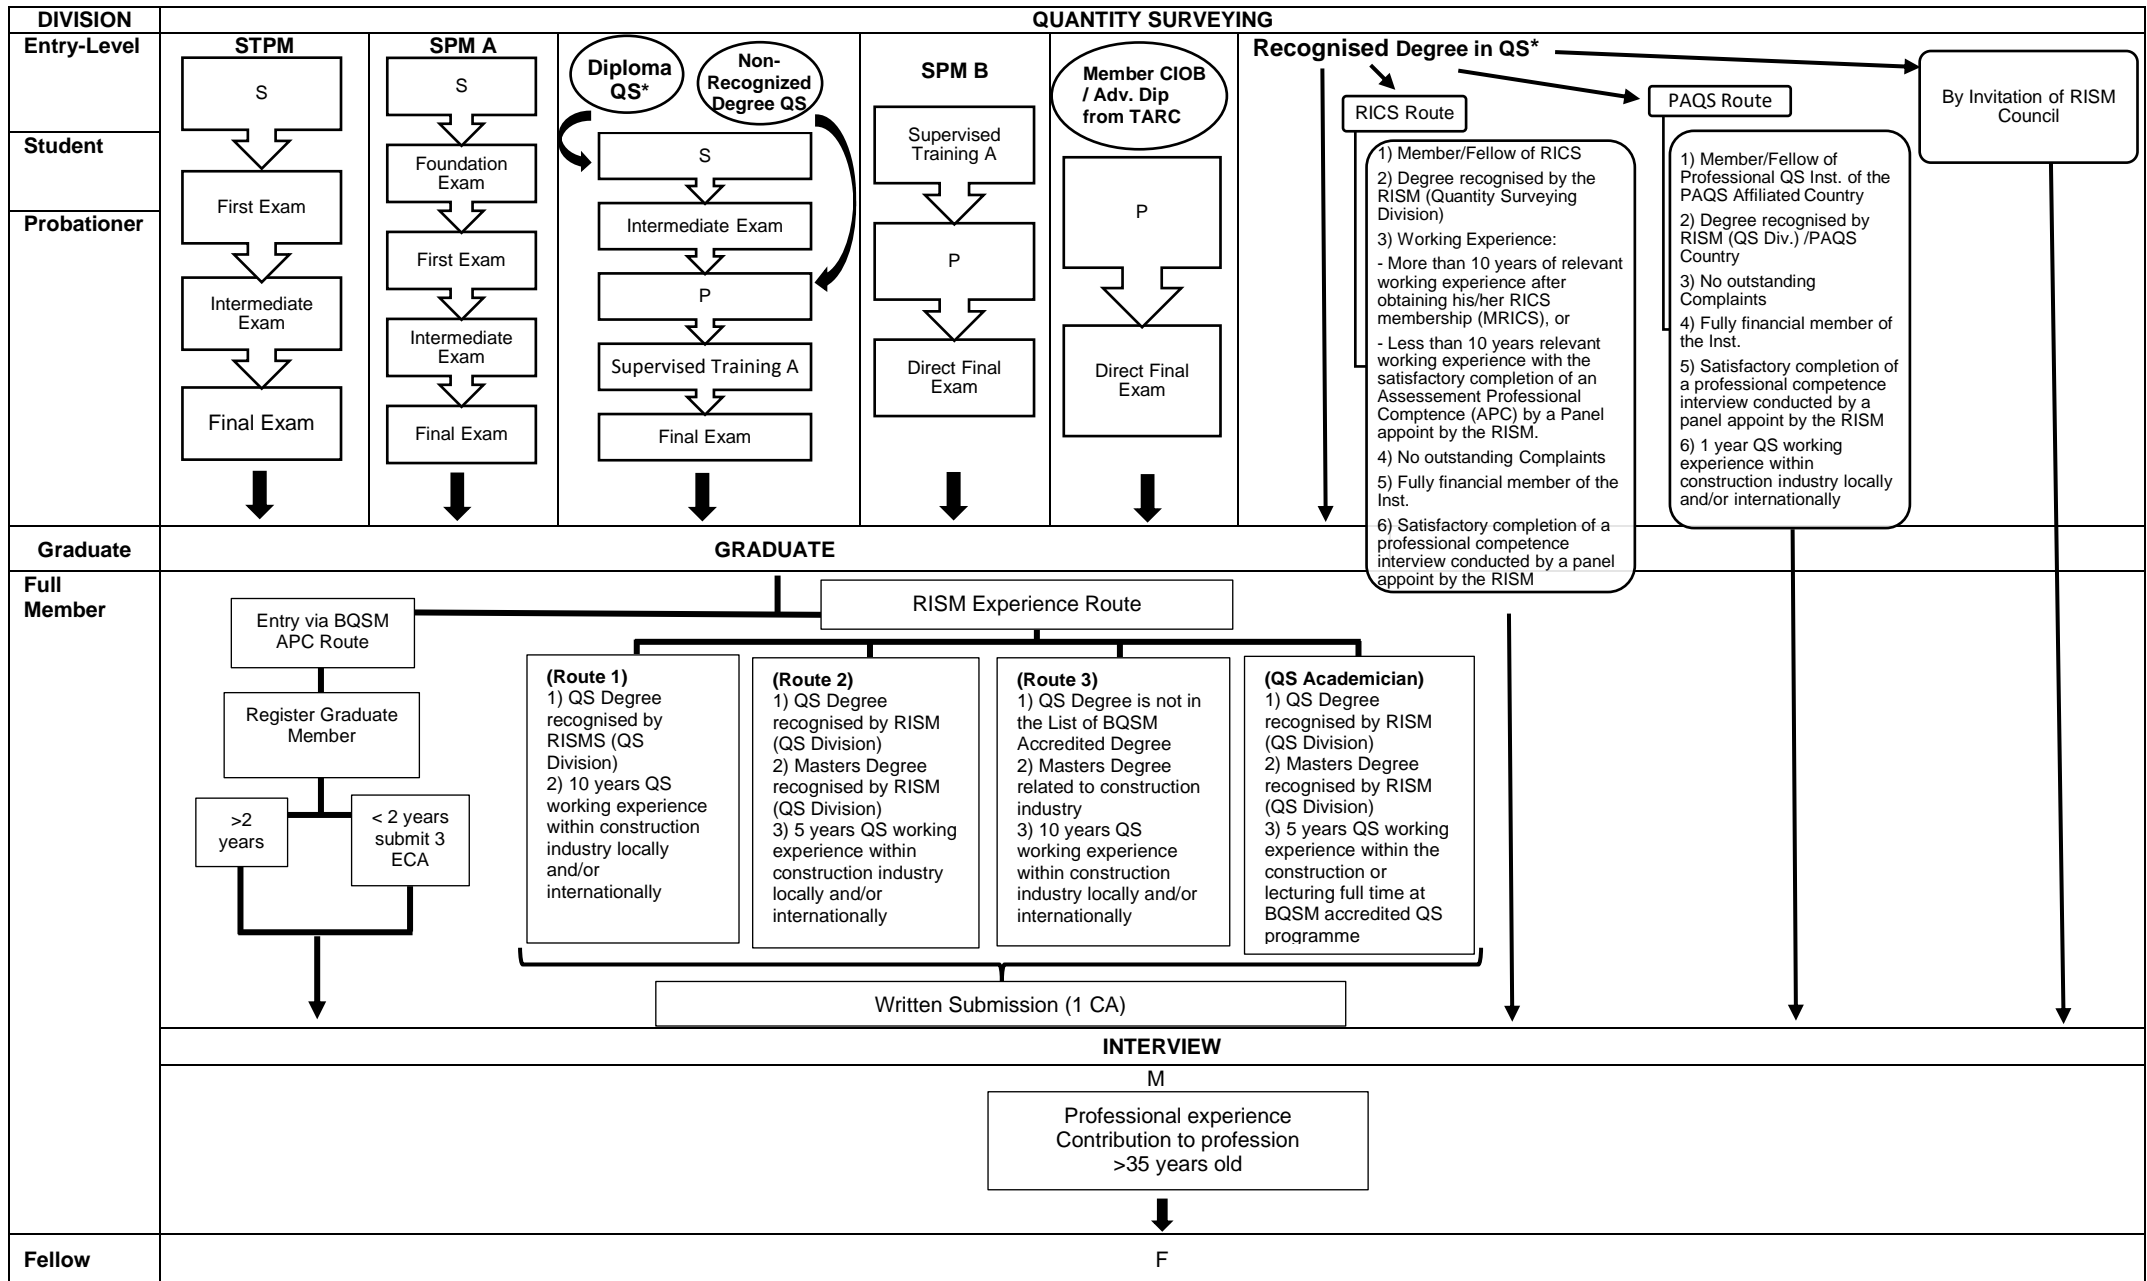 DIVISION
QUANTITY SURVEYING
Entry-Level
Student
Probationer
STPM
S
First Exam
Intermediate
Exam
Final Exam
SPM A
S
Foundation
Exam
First Exam
Intermediate
Exam
Final Exam
Diploma
QS*
Non-
Recognized
Degree QS
S
Intermediate Exam
P
Supervised Training A
Final Exam
SPM B
Supervised
Training A
P
Direct Final
Exam
Member CIOB
/ Adv. Dip
from TARC
P
Direct Final
Exam
Recognised Degree in QS*
RICS Route
1) Member/Fellow of RICS
2) Degree recognised by the
RISM (Quantity Surveying
Division)
3) Working Experience:
- More than 10 years of relevant
working experience after
obtaining his/her RICS
membership (MRICS), or
- Less than 10 years relevant
working experience with the
satisfactory completion of an
Assessement Professional
Comptence (APC) by a Panel
appoint by the RISM.
4) No outstanding Complaints
5) Fully financial member of the
Inst.
6) Satisfactory completion of a
professional competence
interview conducted by a panel
appoint by the RISM
PAQS Route
1) Member/Fellow of
Professional QS Inst. of the
PAQS Affiliated Country
2) Degree recognised by
RISM (QS Div.) /PAQS
Country
3) No outstanding
Complaints
4) Fully financial member of
the Inst.
5) Satisfactory completion of
a professional competence
interview conducted by a
panel appoint by the RISM
6) 1 year QS working
experience within
construction industry locally
and/or internationally
By Invitation of RISM
Council
Graduate
GRADUATE
Full
Member
Entry via BQSM
APC Route
Register Graduate
Member
>2
years
< 2 years
submit 3
ECA
RISM Experience Route
(Route 1)
1) QS Degree
recognised by
RISMS (QS
Division)
2) 10 years QS
working experience
within construction
industry locally
and/or
internationally
(Route 2)
1) QS Degree
recognised by RISM
(QS Division)
2) Masters Degree
recognised by RISM
(QS Division)
3) 5 years QS working
experience within
construction industry
locally and/or
internationally
(Route 3)
1) QS Degree is not in
the List of BQSM
Accredited Degree
2) Masters Degree
related to construction
industry
3) 10 years QS
working experience
within construction
industry locally and/or
internationally
(QS Academician)
1) QS Degree
recognised by RISM
(QS Division)
2) Masters Degree
recognised by RISM
(QS Division)
3) 5 years QS working
experience within the
construction or
lecturing full time at
BQSM accredited QS
programme
Written Submission (1 CA)
INTERVIEW
M
Professional experience
Contribution to profession
>35 years old
Fellow
F